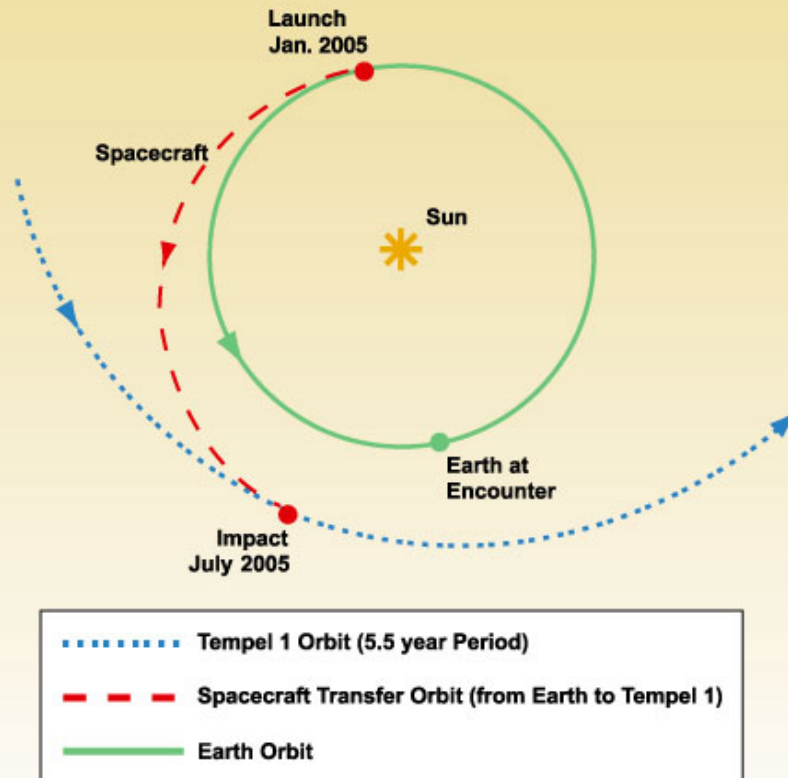 Launch
Jan. 2005
Spacecraft
Sun
Earth at
Encounter
Impact
July 2005
Tempel 1 Orbit (5.5 year Period)
Spacecraft Transfer Orbit (from Earth to Tempel 1)
Earth Orbit